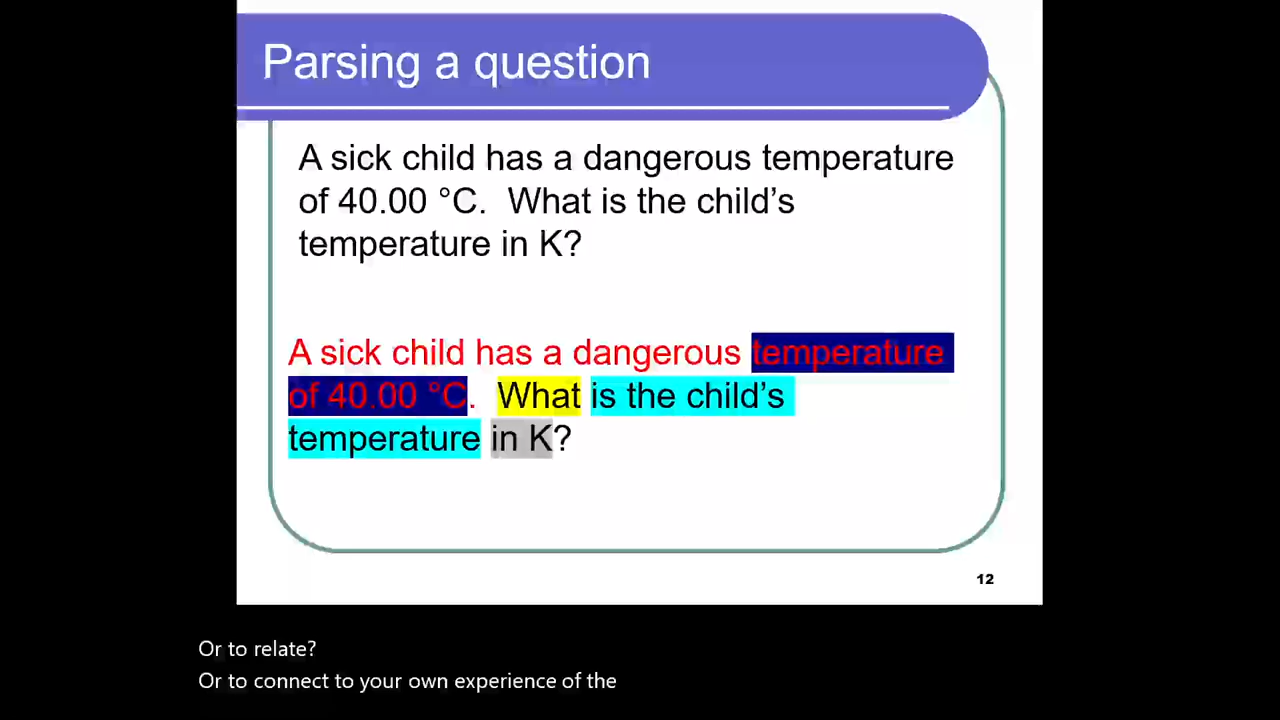 Parsing a question
A sick child has a dangerous temperature
of 40.00 °C.  What is the child’s
temperature in K?
A sick child has a dangerous temperature
of 40.00 °C.  What is the child’s
temperature in K?
12
Or to relate?
Or to connect to your own experience of the